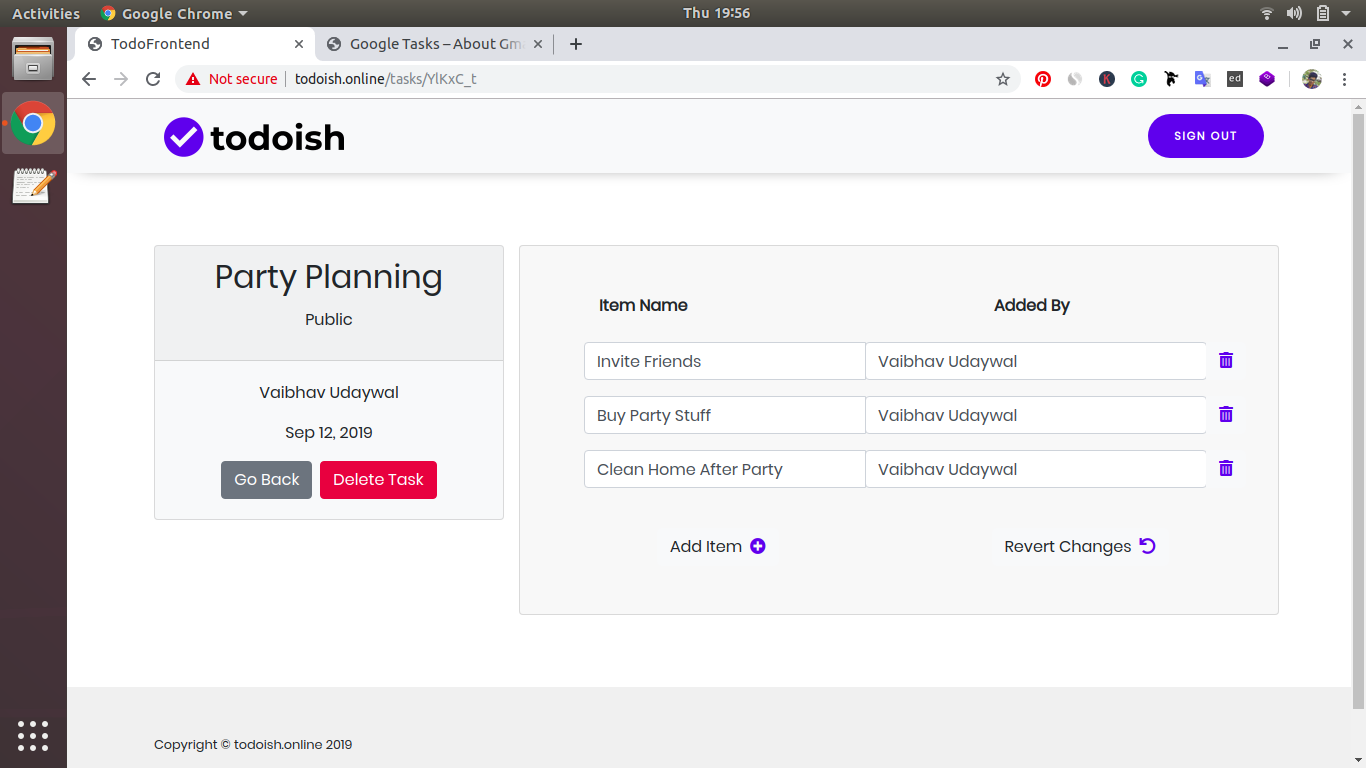 Activities Google Chrome Thu 19:56
TodoFrontend Google Tasks – About Gm
Not secure todoish.online/tasks/YlKxC_t
todoish SIGN OUT
Party Planning
Public
Vaibhav Udaywal
Sep 12, 2019
Go Back Delete Task
Item Name Added By
Invite Friends Vaibhav Udaywal
Buy Party Stuff Vaibhav Udaywal
Clean Home After Party Vaibhav Udaywal
Add Item Revert Changes
Copyright © todoish.online 2019